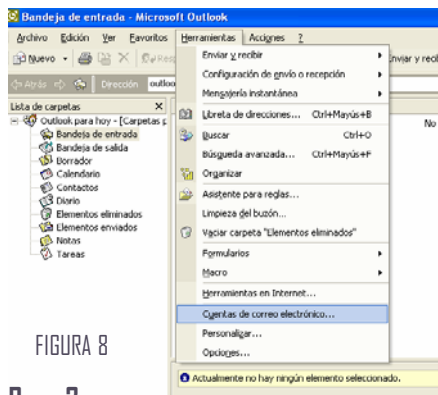 Bandeja de entrada - Microsoft Outlook
Archivo Edición Ver Favoritos Herramientas Acciones ?
Nuevo
Atrás Dirección outloo
Lista de carpetas X
Outlook para hoy - [Carpetas p
Bandeja de entrada
Bandeja de salida
Borrador
Calendario
Contactos
Diario
Elementos eliminados
Elementos enviados
Notas
Tareas
Enviar y recibir
Configuración de envío o recepción
Mensajería instantánea
Libreta de direcciones... Ctrl+Mayús+B
Buscar Ctrl+O
Búsqueda avanzada... Ctrl+Mayús+F
Organizar
Asistente para reglas...
Limpieza del buzón...
Vaciar carpeta "Elementos eliminados"
Formularios
Macro
Herramientas en Internet...
Cuentas de correo electrónico...
Personalizar...
Opciones...
No
Actualmente no hay ningún elemento seleccionado.
FIGURA 8